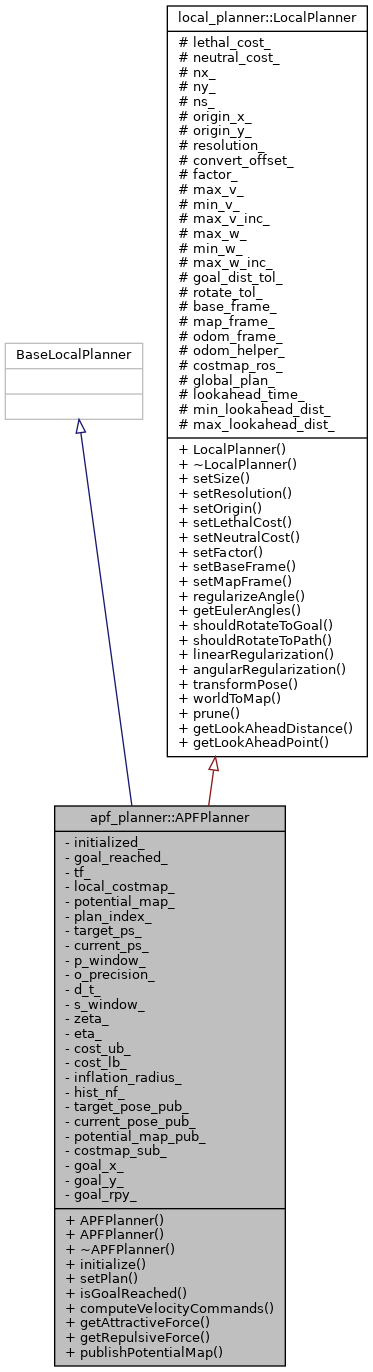 local_planner::LocalPlanner
# lethal_cost_
# neutral_cost_
# nx_
# ny_
# ns_
# origin_x_
# origin_y_
# resolution_
# convert_offset_
# factor_
# max_v_
# min_v_
# max_v_inc_
# max_w_
# min_w_
# max_w_inc_
# goal_dist_tol_
# rotate_tol_
# base_frame_
# map_frame_
# odom_frame_
# odom_helper_
# costmap_ros_
# global_plan_
# lookahead_time_
# min_lookahead_dist_
# max_lookahead_dist_
+ LocalPlanner()
+ ~LocalPlanner()
+ setSize()
+ setResolution()
+ setOrigin()
+ setLethalCost()
+ setNeutralCost()
+ setFactor()
+ setBaseFrame()
+ setMapFrame()
+ regularizeAngle()
+ getEulerAngles()
+ shouldRotateToGoal()
+ shouldRotateToPath()
+ linearRegularization()
+ angularRegularization()
+ transformPose()
+ worldToMap()
+ prune()
+ getLookAheadDistance()
+ getLookAheadPoint()
BaseLocalPlanner
apf_planner::APFPlanner
- initialized_
- goal_reached_
- tf_
- local_costmap_
- potential_map_
- plan_index_
- target_ps_
- current_ps_
- p_window_
- o_precision_
- d_t_
- s_window_
- zeta_
- eta_
- cost_ub_
- cost_lb_
- inflation_radius_
- hist_nf_
- target_pose_pub_
- current_pose_pub_
- potential_map_pub_
- costmap_sub_
- goal_x_
- goal_y_
- goal_rpy_
+ APFPlanner()
+ APFPlanner()
+ ~APFPlanner()
+ initialize()
+ setPlan()
+ isGoalReached()
+ computeVelocityCommands()
+ getAttractiveForce()
+ getRepulsiveForce()
+ publishPotentialMap()